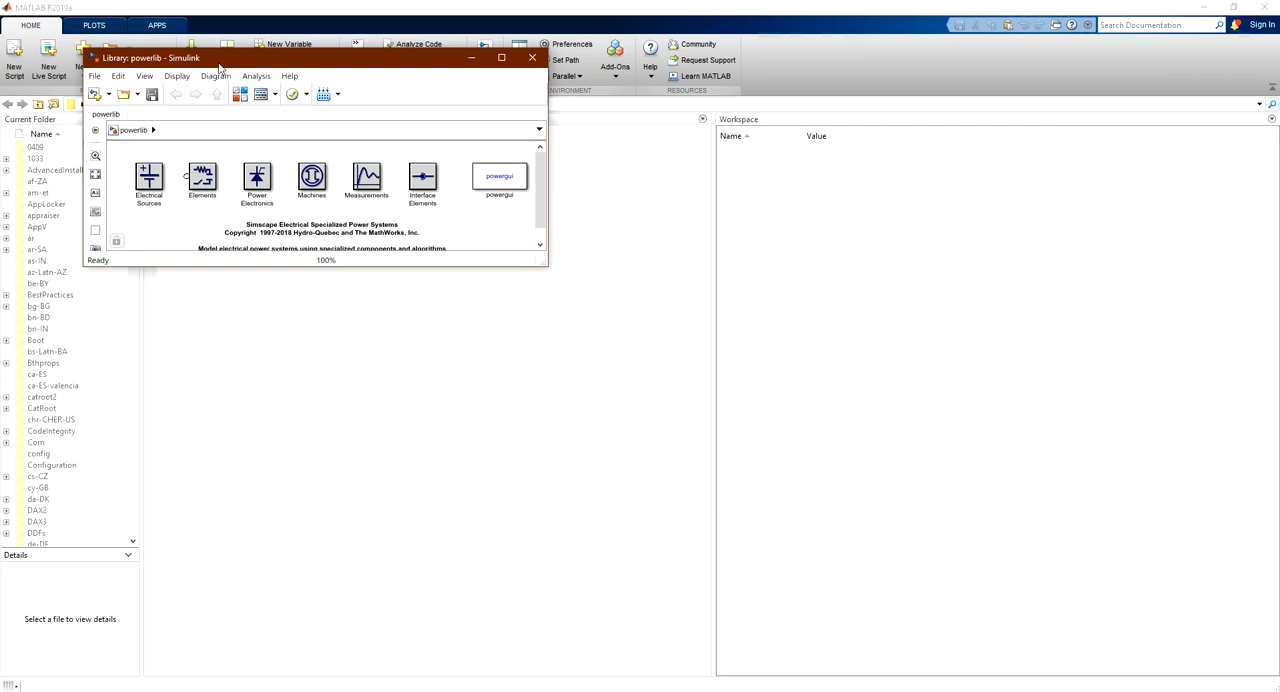 MATLAB R2019a
HOME
PLOTS
APPS
Search Documentation
Sign In
New Variable
Analyze Code
Preferences
Community
New
Script
New
Live Script
Set Path
Add-Ons
Help
Request Support
Parallel
Learn MATLAB
RESOURCES
Library: powerlib - Simulink
File Edit View Display Diagram Analysis Help
powerlib
powerlib
Electrical
Sources
Elements
Power
Electronics
Machines
Measurements
Interface
Elements
powergui
powergui
Simscape Electrical Specialized Power Systems
Copyright 1997-2018 Hydro-Quebec and The MathWorks, Inc.
Model electrical power systems using specialized components and algorithms
Ready
100%
Current Folder
Name
0409
1033
AdvancedInstall
af-ZA
am-et
AppLocker
appraiser
AppV
ar
ar-SA
as-IN
az-Latn-AZ
be-BY
BestPractices
bg-BG
bn-BD
bn-IN
Boot
bs-Latn-BA
Bthprops
ca-ES
ca-ES-valencia
catroot2
CatRoot
chr-CHER-US
CodeIntegrity
Com
config
Configuration
cs-CZ
cy-GB
da-DK
DAX2
DAX3
DDFs
de-DE
Details
Select a file to view details
Workspace
Name
Value